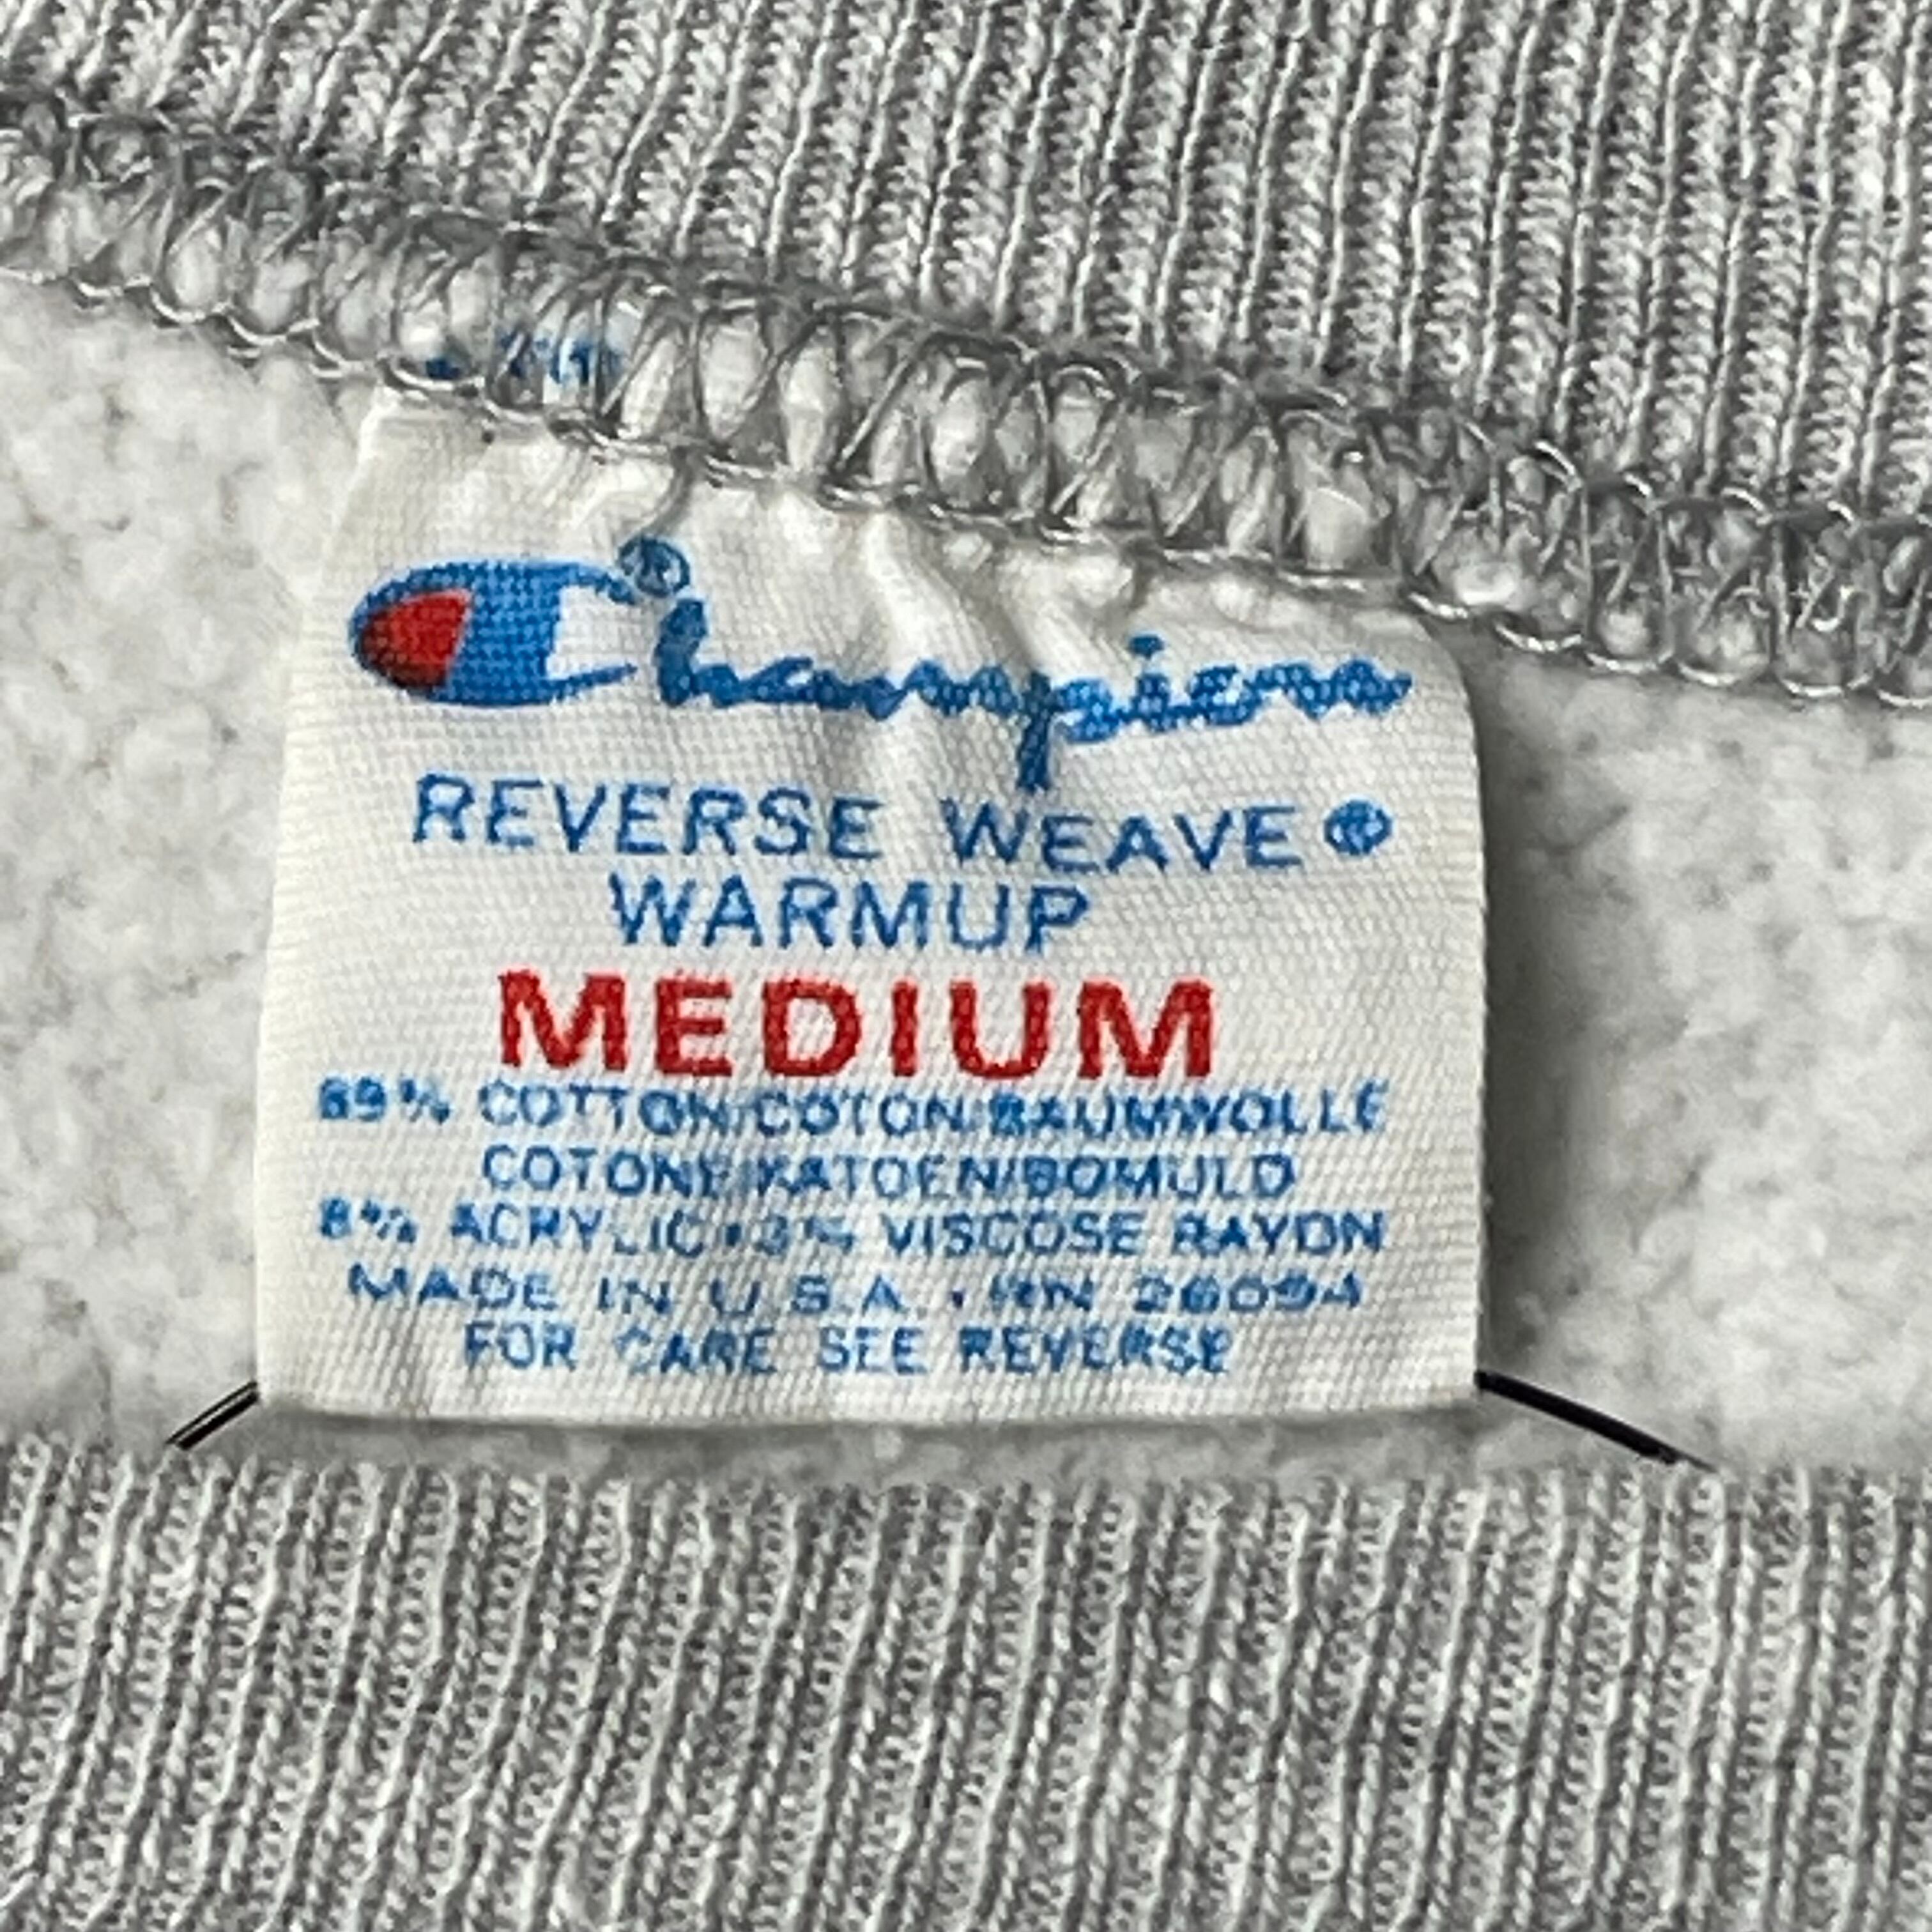 Champion®
REVERSE WEAVE®
WARMUP
MEDIUM
89% COTTON/COTON/BAUMWOLLE
COTONE/KATOEN/BOMULD
8% ACRYLIC•3% VISCOSE RAYON
MADE IN U.S.A. • RN 26094
FOR CARE SEE REVERSE